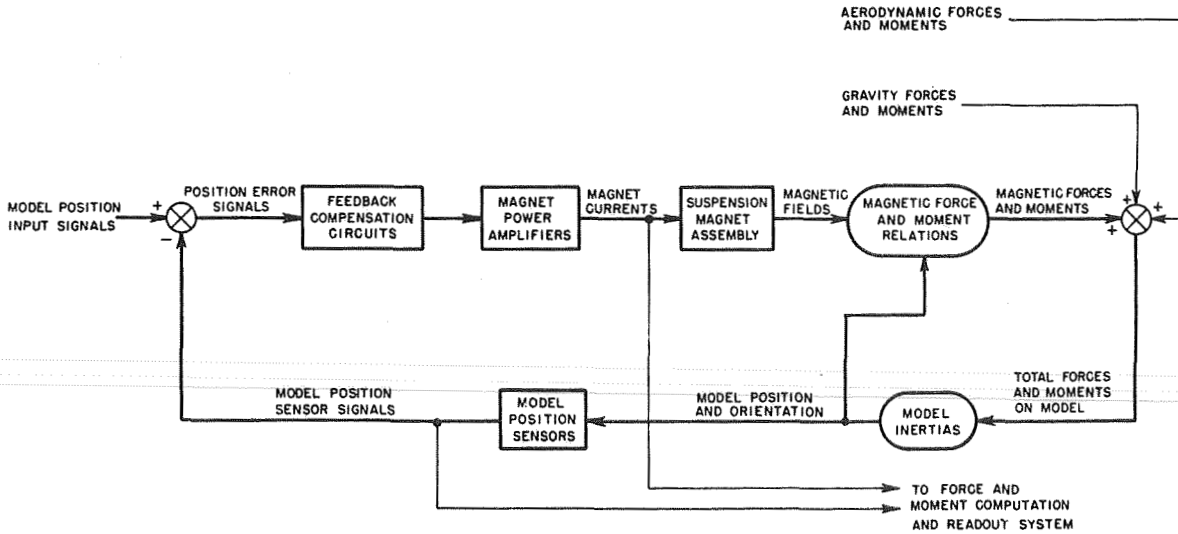 AERODYNAMIC FORCES
AND MOMENTS
GRAVITY FORCES
AND MOMENTS
MODEL POSITION
INPUT SIGNALS
+
−
POSITION ERROR
SIGNALS
FEEDBACK
COMPENSATION
CIRCUITS
MAGNET
POWER
AMPLIFIERS
MAGNET
CURRENTS
SUSPENSION
MAGNET
ASSEMBLY
MAGNETIC
FIELDS
MAGNETIC FORCE
AND MOMENT
RELATIONS
MAGNETIC FORCES
AND MOMENTS
+
+
+
TOTAL FORCES
AND MOMENTS
ON MODEL
MODEL
INERTIAS
MODEL POSITION
AND ORIENTATION
MODEL
POSITION
SENSORS
MODEL POSITION
SENSOR SIGNALS
TO FORCE AND
MOMENT COMPUTATION
AND READOUT SYSTEM